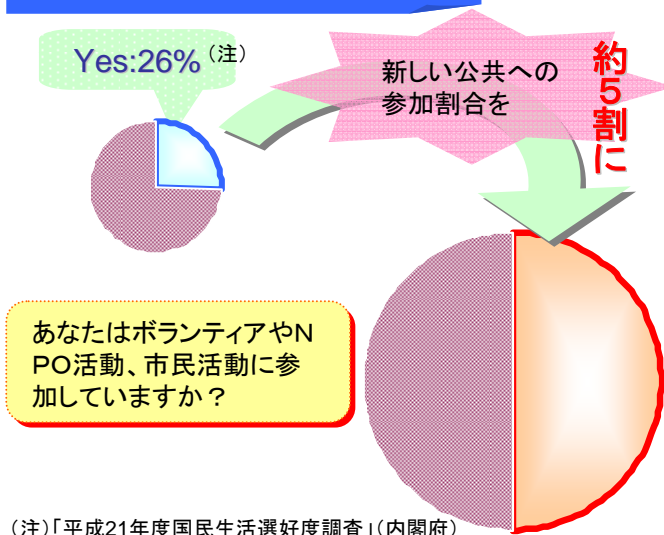 Yes:26%(注)
新しい公共への
参加割合を
約5割に
あなたはボランティアやN
PO活動、市民活動に参
加していますか？
(注)「平成21年度国民生活選好度調査」(内閣府)